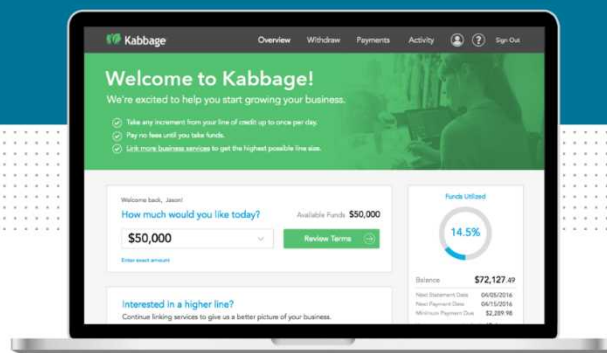 Kabbage
Overview Withdraw Payments Activity ? Sign Out
Welcome to Kabbage!
We're excited to help you start growing your business.
Take any increment from your line of credit up to once per day.
Pay no fees until you take funds.
Link more business services to get the highest possible line size.
Welcome back, Jason!
How much would you like today?
Available Funds $50,000
$50,000
Review Terms
Enter exact amount
Interested in a higher line?
Continue linking services to give us a better picture of your business.
Funds Utilized
14.5%
Balance $72,127.49
Next Statement Date 04/05/2016
Next Payment Date 04/15/2016
Minimum Payment Due $2,289.98